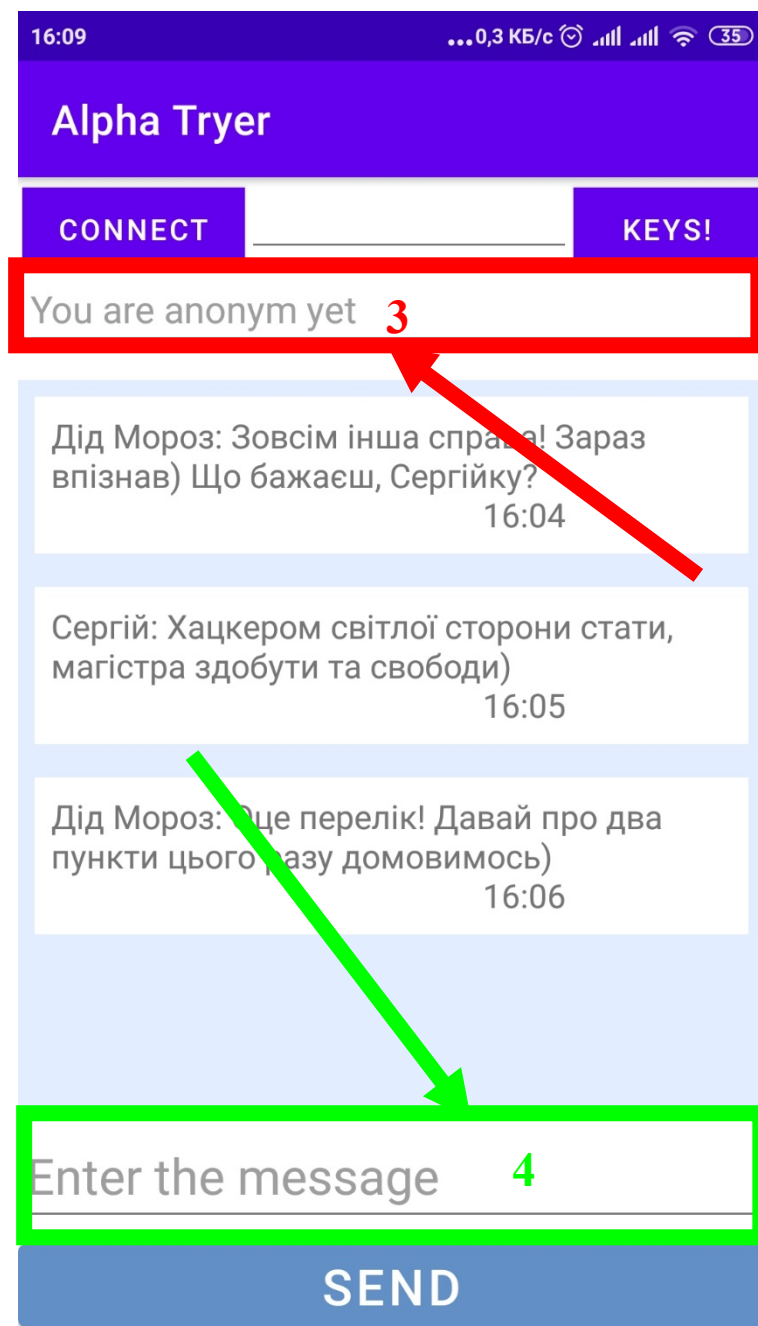 16:09 ...0,3 КБ/с 35
Alpha Tryer
CONNECT KEYS!
You are anonym yet 3
Дід Мороз: Зовсім інша справа! Зараз
впізнав) Що бажаєш, Сергійку?
16:04
Сергій: Хацкером світлої сторони стати,
магістра здобути та свободи)
16:05
Дід Мороз: Оце перелік! Давай про два
пункти цього разу домовимось)
16:06
Enter the message 4
SEND